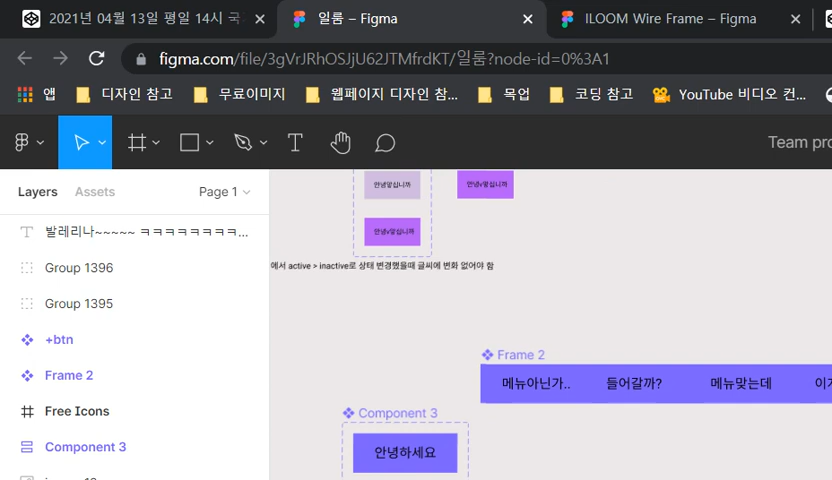 2021년 04월 13일 평일 14시 국
일룸 – Figma
ILOOM Wire Frame – Figma
figma.com/file/3gVrJRhOSJjU62JTMfrdKT/일룸?node-id=0%3A1
앱 디자인 참고 무료이미지 웹페이지 디자인 참... 목업 코딩 참고 YouTube 비디오 컨...
Team pro
Layers Assets Page 1
발레리나~~~~~ ㅋㅋㅋㅋㅋㅋㅋㅋ...
Group 1396
Group 1395
+btn
Frame 2
Free Icons
Component 3
안녕맞십니까
안녕v맞십니까
안녕v맞십니까
에서 active > inactive로 상태 변경했을때 글씨에 변화 없어야 함
Frame 2
메뉴아닌가.. 들어갈까? 메뉴맞는데
Component 3
안녕하세요